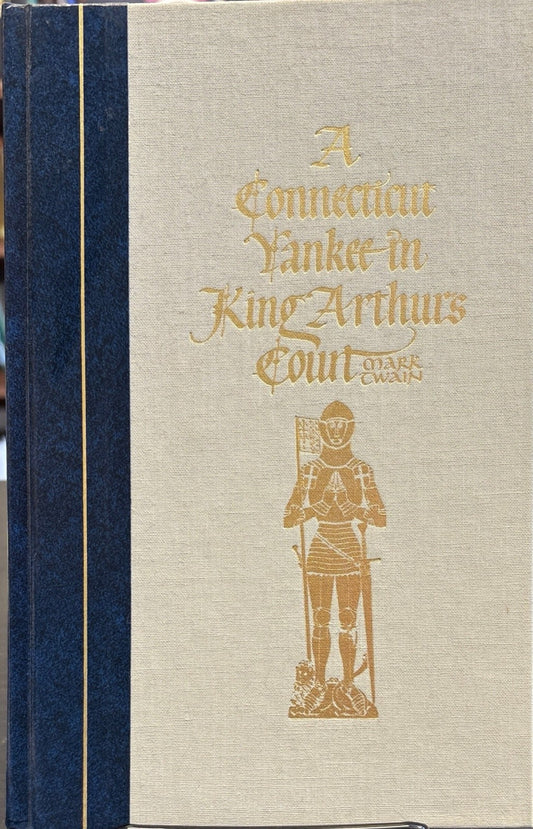 A
Connecticut
Yankee in
King Arthur's
Court MARK
TWAIN